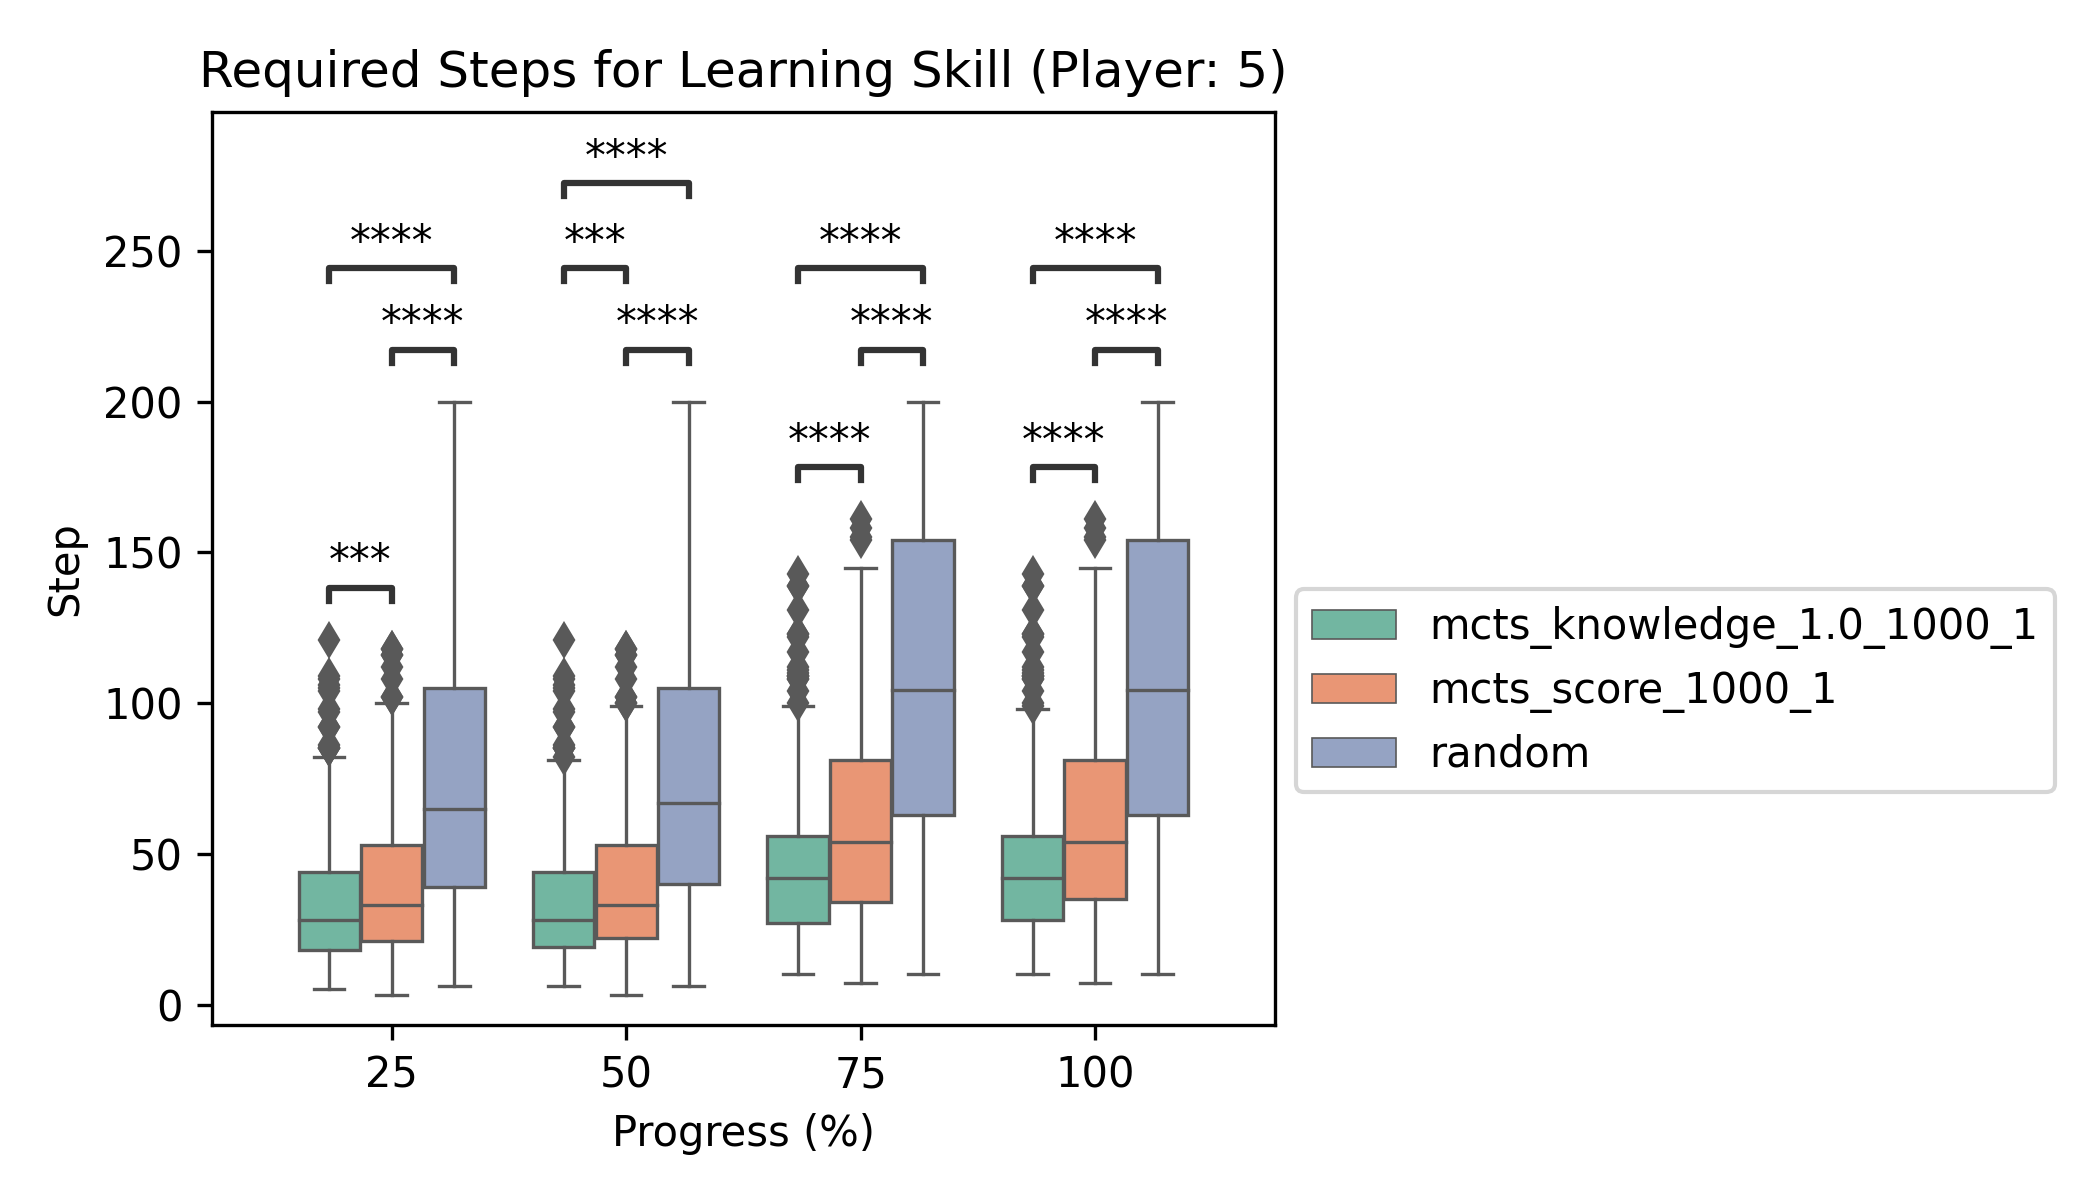 Required Steps for Learning Skill (Player: 5)
****
**** *** **** ****
**** **** **** ****
**** ****
***
250
200
150
100
50
0
Step
25 50 75 100
Progress (%)
mcts_knowledge_1.0_1000_1
mcts_score_1000_1
random